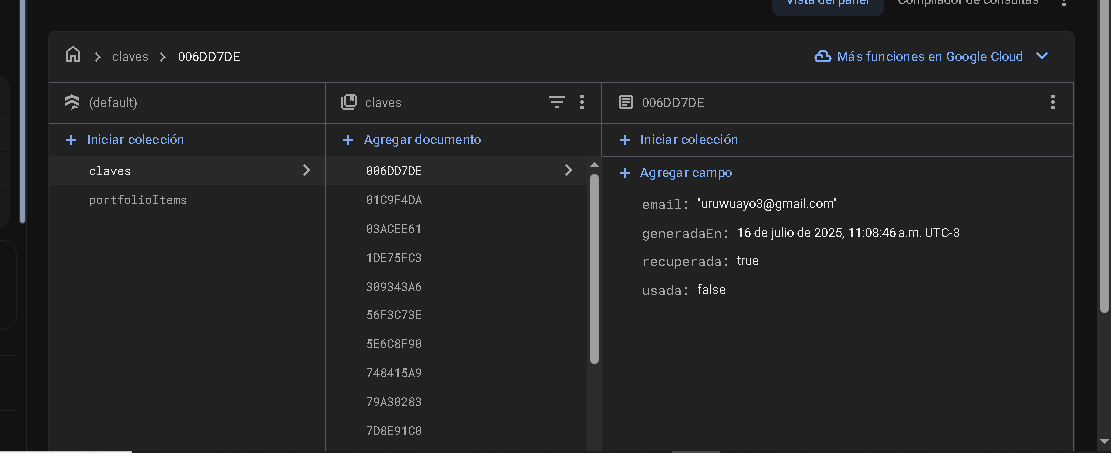 Vista del panel
Compilador de consultas
claves
006DD7DE
Más funciones en Google Cloud
(default)
Iniciar colección
claves
portfolioItems
claves
Agregar documento
006DD7DE
01C9F4DA
03ACEE61
1DE75FC3
309343A6
56F3C73E
5E6C8F90
748415A9
79A30283
7D8E91C0
006DD7DE
Iniciar colección
Agregar campo
email: "uruwuayo3@gmail.com"
generadaEn: 16 de julio de 2025, 11:08:46 a.m. UTC-3
recuperada: true
usada: false